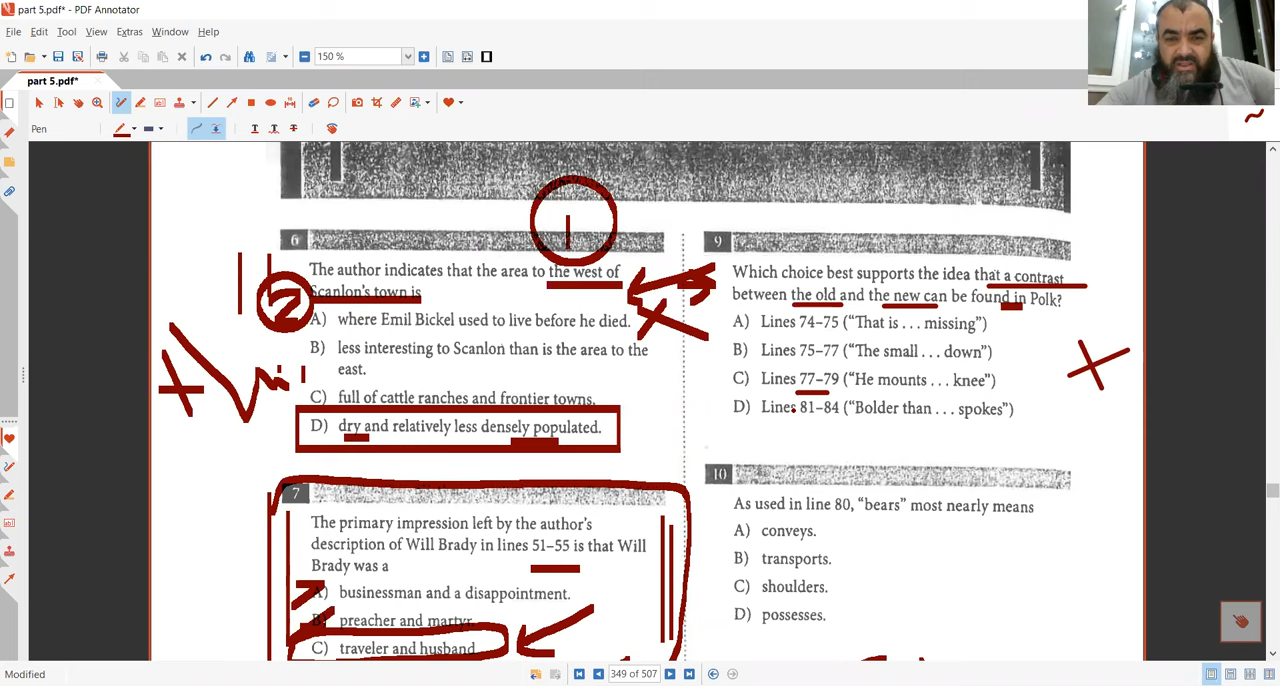 part 5.pdf* - PDF Annotator
File Edit Tool View Extras Window Help
150 %
part 5.pdf*
Pen
1
6
The author indicates that the area to the west of
Scanlon's town is
2
A) where Emil Bickel used to live before he died.
B) less interesting to Scanlon than is the area to the
east.
C) full of cattle ranches and frontier towns.
D) dry and relatively less densely populated.
7
The primary impression left by the author's
description of Will Brady in lines 51–55 is that Will
Brady was a
A) businessman and a disappointment.
B) preacher and martyr.
C) traveler and husband
9
Which choice best supports the idea that a contrast
between the old and the new can be found in Polk?
A) Lines 74–75 (“That is . . . missing”)
B) Lines 75–77 (“The small . . . down”)
C) Lines 77–79 (“He mounts . . . knee”)
D) Lines 81–84 (“Bolder than . . . spokes”)
10
As used in line 80, “bears” most nearly means
A) conveys.
B) transports.
C) shoulders.
D) possesses.
Modified
349 of 507